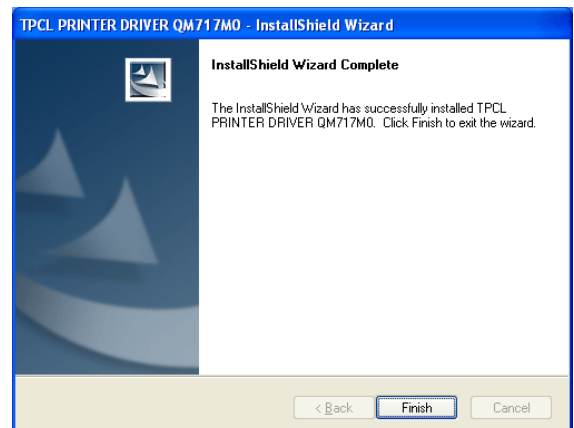 TPCL PRINTER DRIVER QM717M0 - InstallShield Wizard
InstallShield Wizard Complete
The InstallShield Wizard has successfully installed TPCL
PRINTER DRIVER QM717M0. Click Finish to exit the wizard.
< Back Finish Cancel